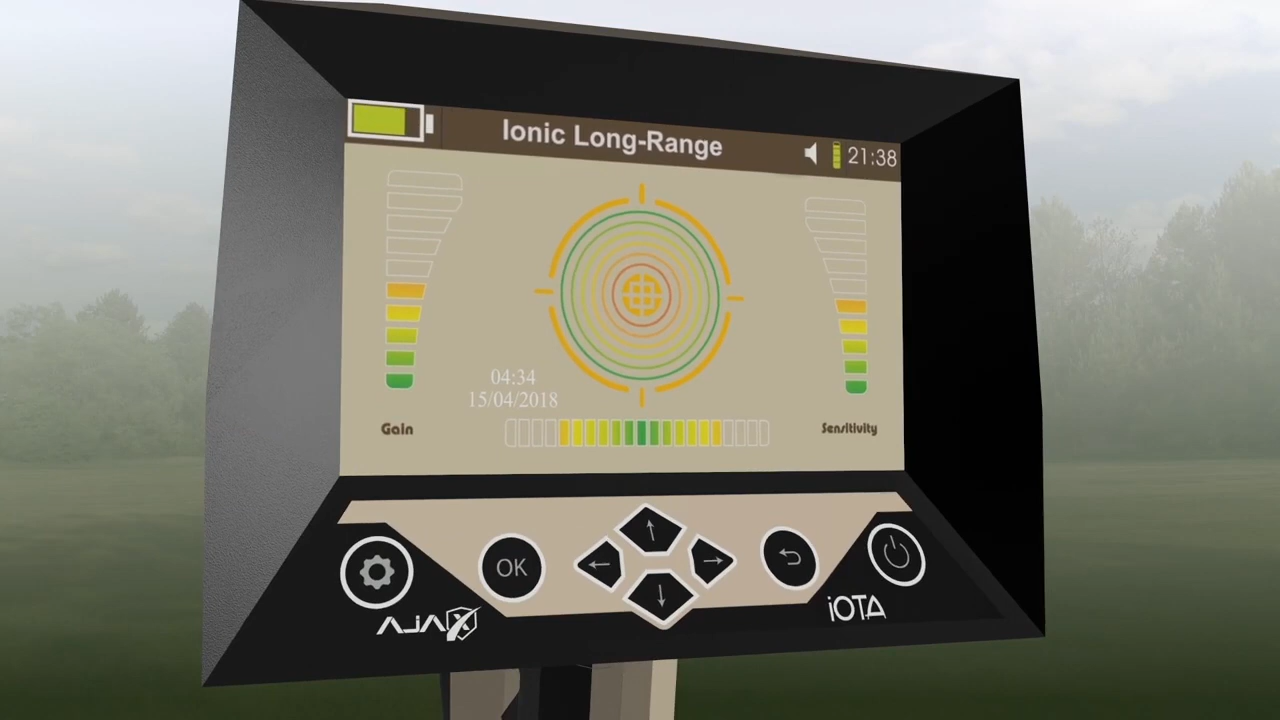 Ionic Long-Range
21:38
04:34
15/04/2018
Gain
Sensitivity
OK
AJAX
iOTA